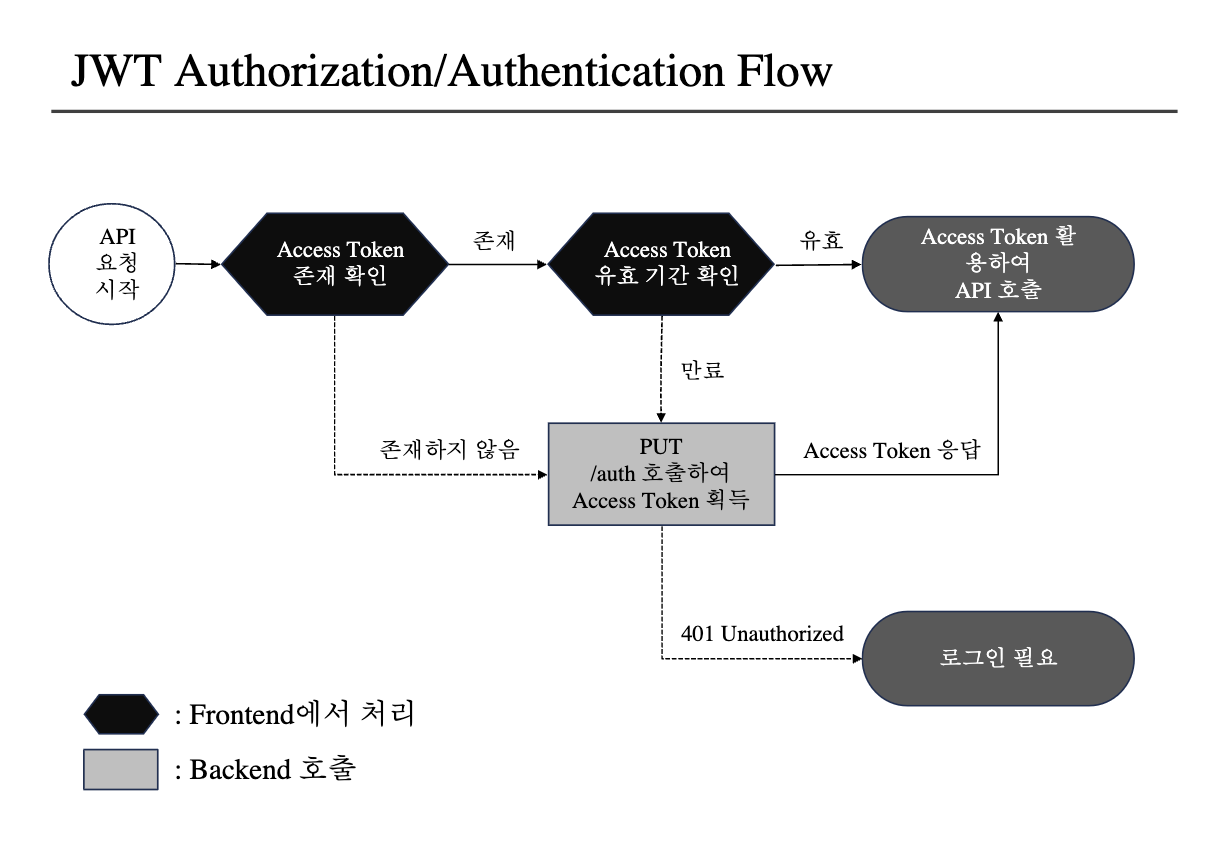 JWT Authorization/Authentication Flow
API
요청
시작
Access Token
존재 확인
존재
Access Token
유효 기간 확인
유효
Access Token 활
용하여
API 호출
만료
존재하지 않음
PUT
/auth 호출하여
Access Token 획득
Access Token 응답
401 Unauthorized
로그인 필요
: Frontend에서 처리
: Backend 호출